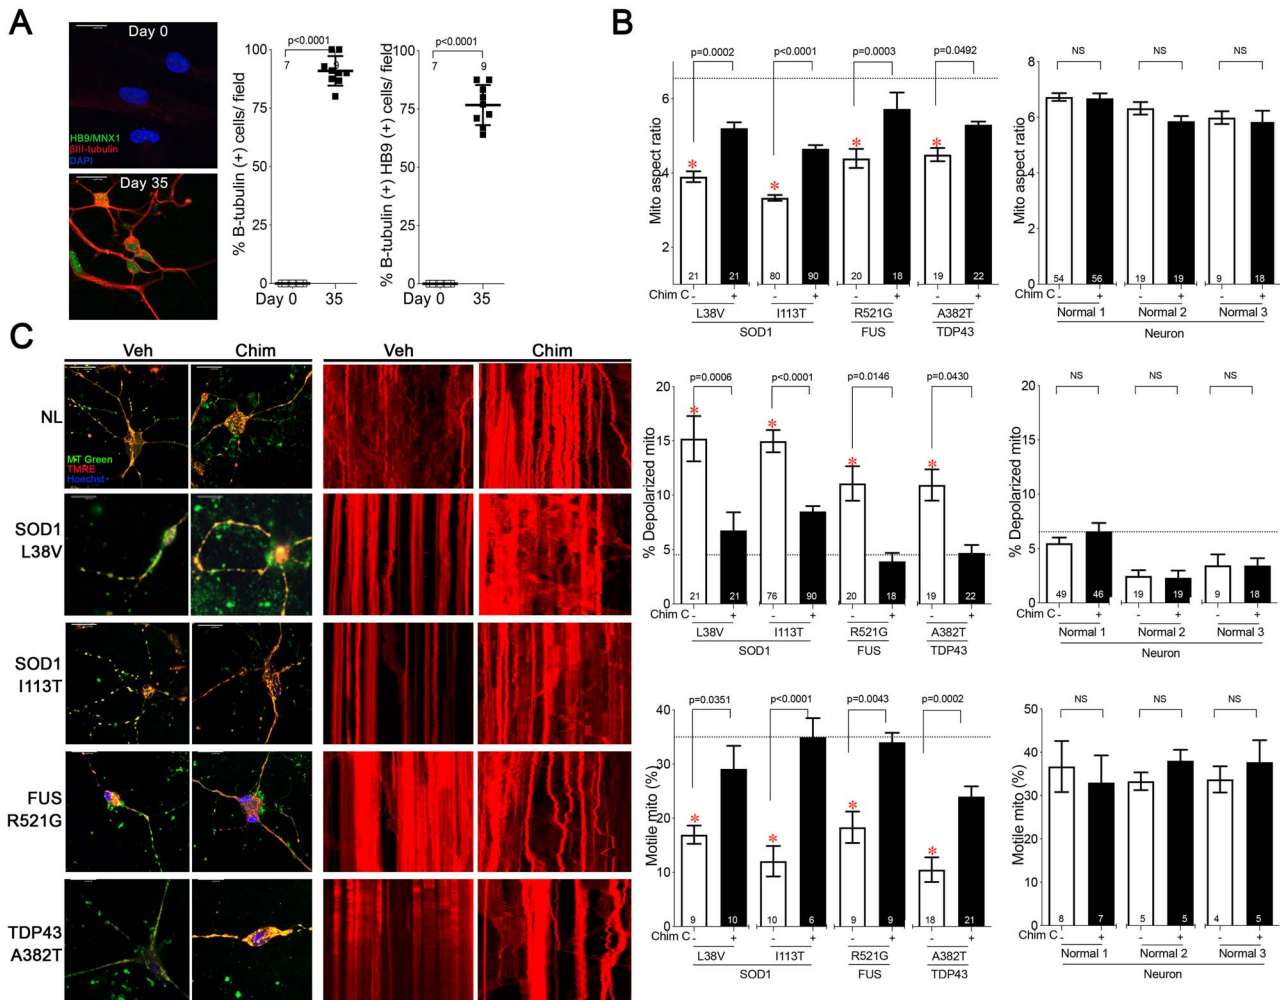 A
Day 0
HB9/MNX1
βIII-tubulin
DAPI
Day 35
p<0.0001
7 9
% B-tubulin (+) cells/ field
100
75
50
25
0
Day 0 35
p<0.0001
7 9
% B-tubulin (+) HB9 (+) cells/ field
100
75
50
25
0
Day 0 35
B
p=0.0002 p<0.0001 p=0.0003 p=0.0492
Mito aspect ratio
6
4
2
* * * *
21 21 80 90 20 18 19 22
Chim C - + - + - + - +
L38V I113T R521G A382T
SOD1 FUS TDP43
NS NS NS
Mito aspect ratio
8
6
4
2
0
54 56 19 19 9 18
Chim C - + - + - +
Normal 1 Normal 2 Normal 3
Neuron
p=0.0006 p<0.0001 p=0.0146 p=0.0430
% Depolarized mito
20
15
10
5
0
* * * *
21 21 76 90 20 18 19 22
Chim C - + - + - + - +
L38V I113T R521G A382T
SOD1 FUS TDP43
NS NS NS
% Depolarized mito
20
15
10
5
0
49 46 19 19 9 18
Chim C - + - + - +
Normal 1 Normal 2 Normal 3
Neuron
p=0.0351 p<0.0001 p=0.0043 p=0.0002
Motile mito (%)
40
30
20
10
0
* * * *
9 10 10 6 9 9 18 21
Chim C - + - + - + - +
L38V I113T R521G A382T
SOD1 FUS TDP43
NS NS NS
Motile mito (%)
50
40
30
20
10
0
8 7 5 5 4 5
Chim C - + - + - +
Normal 1 Normal 2 Normal 3
Neuron
C
Veh Chim Veh Chim
NL
MT Green
TMRE
Hoechst
SOD1
L38V
SOD1
I113T
FUS
R521G
TDP43
A382T